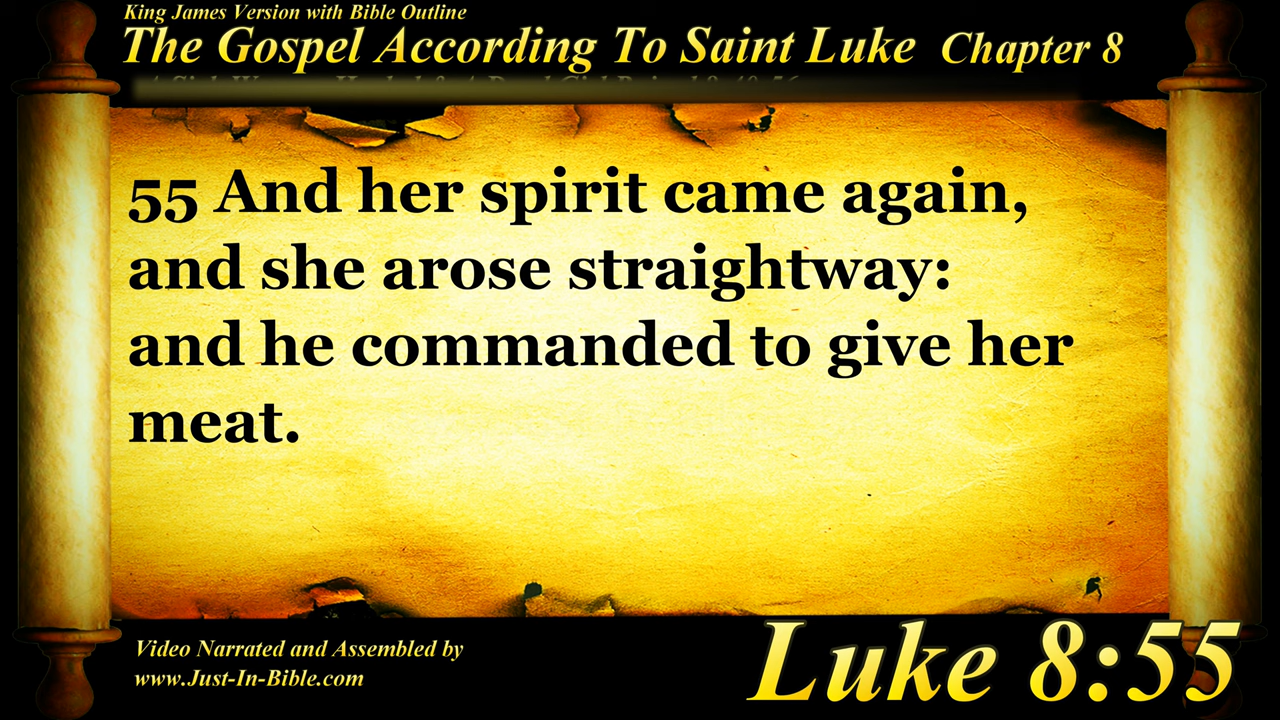 King James Version with Bible Outline
The Gospel According To Saint Luke Chapter 8
55 And her spirit came again,
and she arose straightway:
and he commanded to give her
meat.
Video Narrated and Assembled by
www.Just-In-Bible.com
Luke 8:55